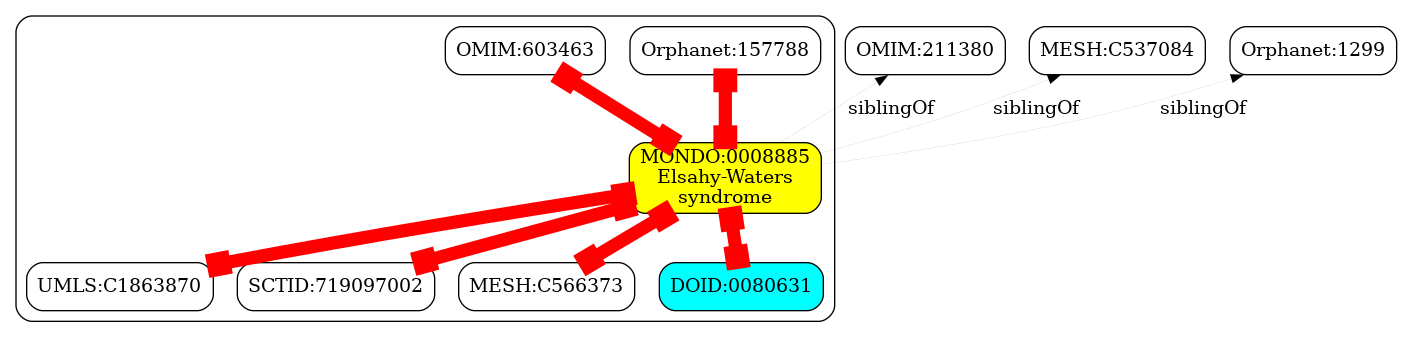 OMIM:603463
Orphanet:157788
OMIM:211380
MESH:C537084
Orphanet:1299
siblingOf
siblingOf
siblingOf
MONDO:0008885
Elsahy-Waters
syndrome
UMLS:C1863870
SCTID:719097002
MESH:C566373
DOID:0080631